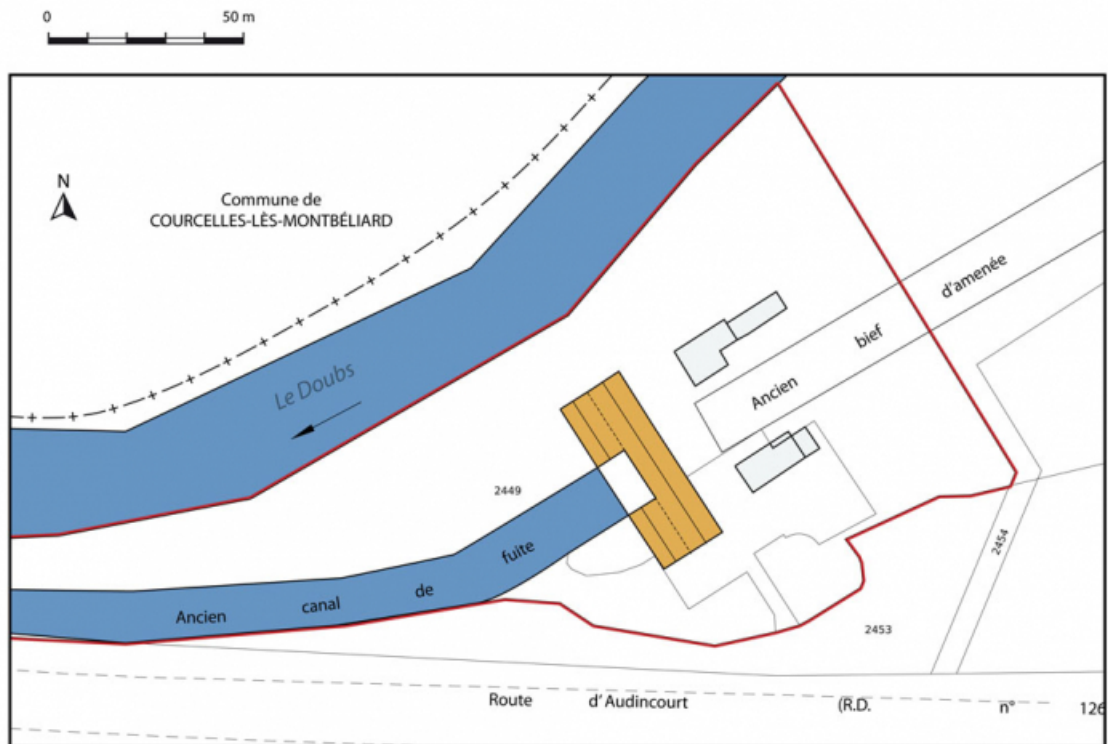 0 50 m
N
Commune de
COURCELLES-LÈS-MONTBÉLIARD
Le Doubs
Ancien bief d'amenée
2449
Ancien canal de fuite
2454
2453
Route d'Audincourt (R.D. n° 126